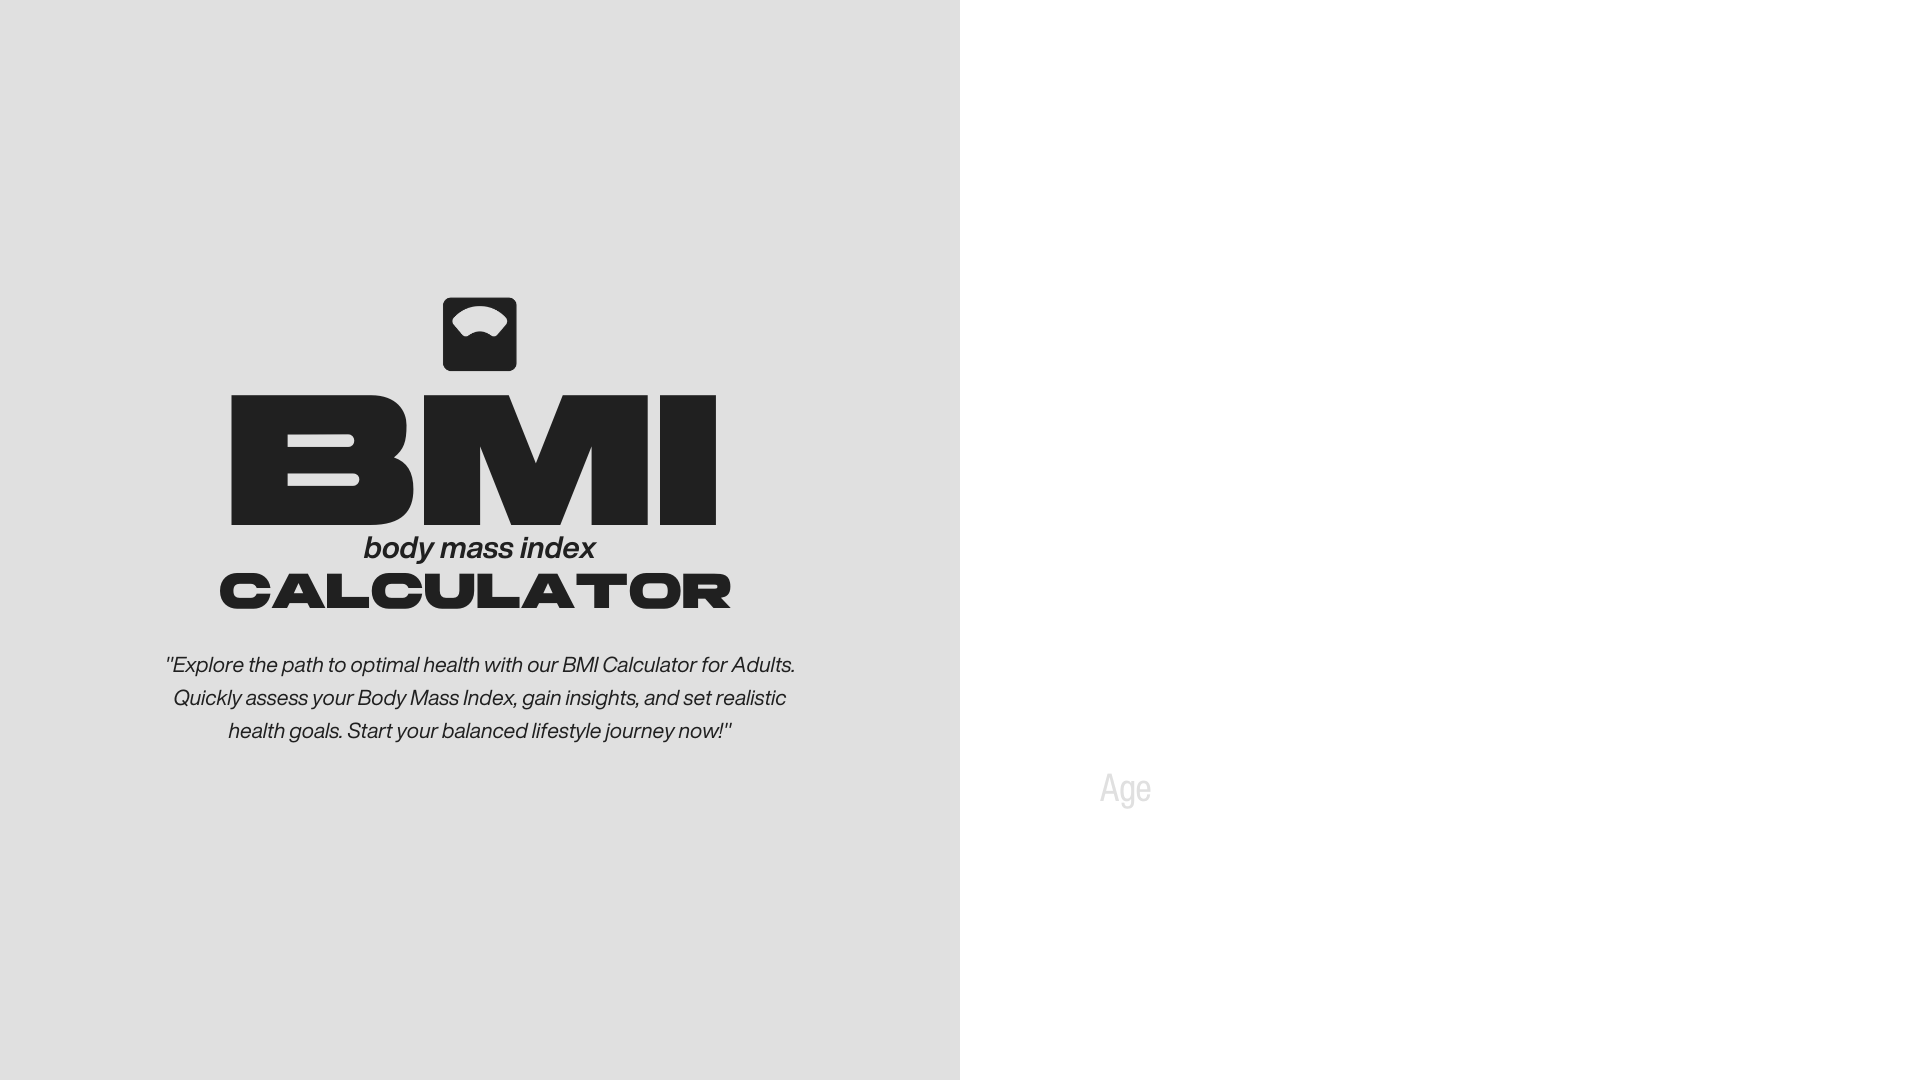 BMI
body mass index
CALCULATOR
"Explore the path to optimal health with our BMI Calculator for Adults.
Quickly assess your Body Mass Index, gain insights, and set realistic
health goals. Start your balanced lifestyle journey now!"
Age